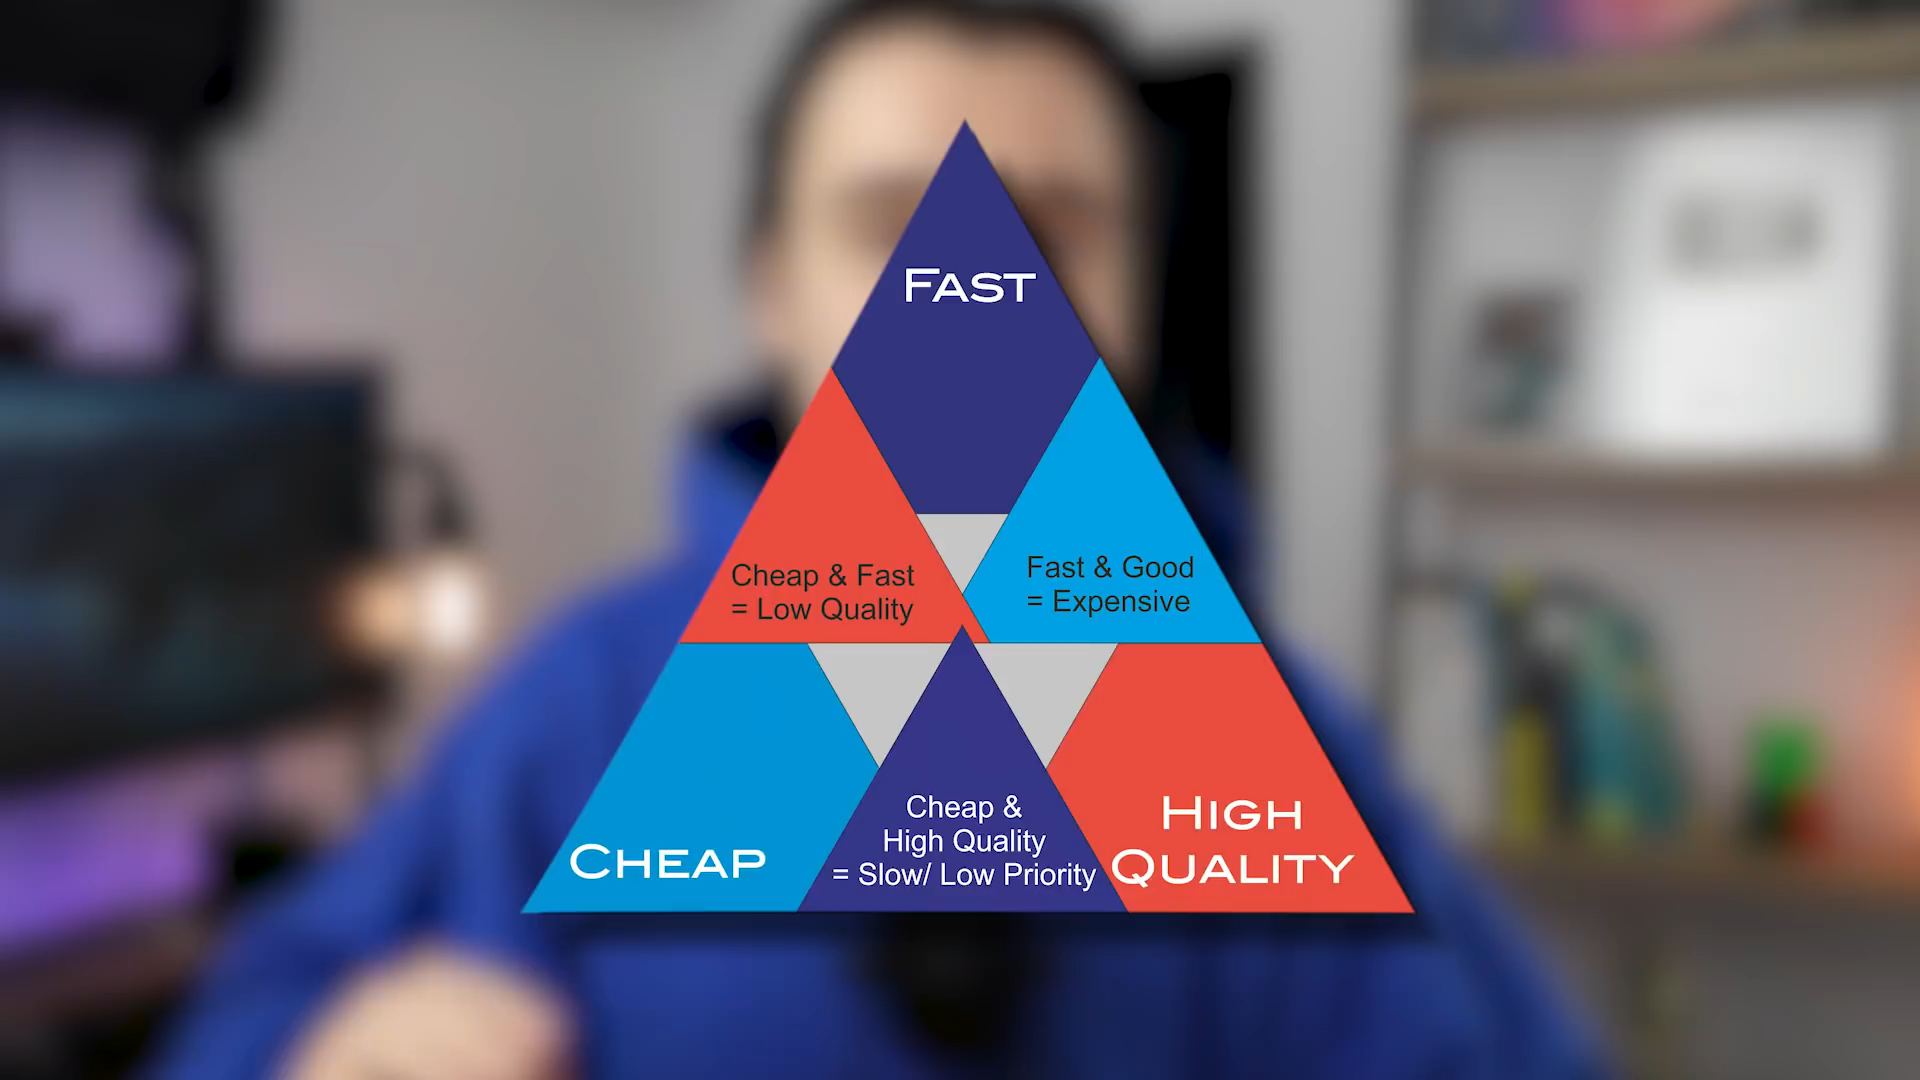 FAST
Cheap & Fast
= Low Quality
Fast & Good
= Expensive
Cheap &
High Quality
= Slow/ Low Priority
CHEAP
HIGH
QUALITY